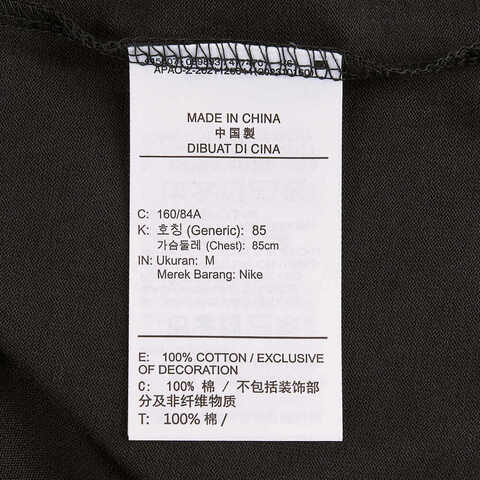 MADE IN CHINA
中国製
DIBUAT DI CINA
C: 160/84A
K: 호칭 (Generic): 85
가슴둘레 (Chest): 85cm
IN: Ukuran: M
Merek Barang: Nike
E: 100% COTTON / EXCLUSIVE
OF DECORATION
C: 100% 棉 / 不包括装饰部
分及非纤维物质
T: 100% 棉 /